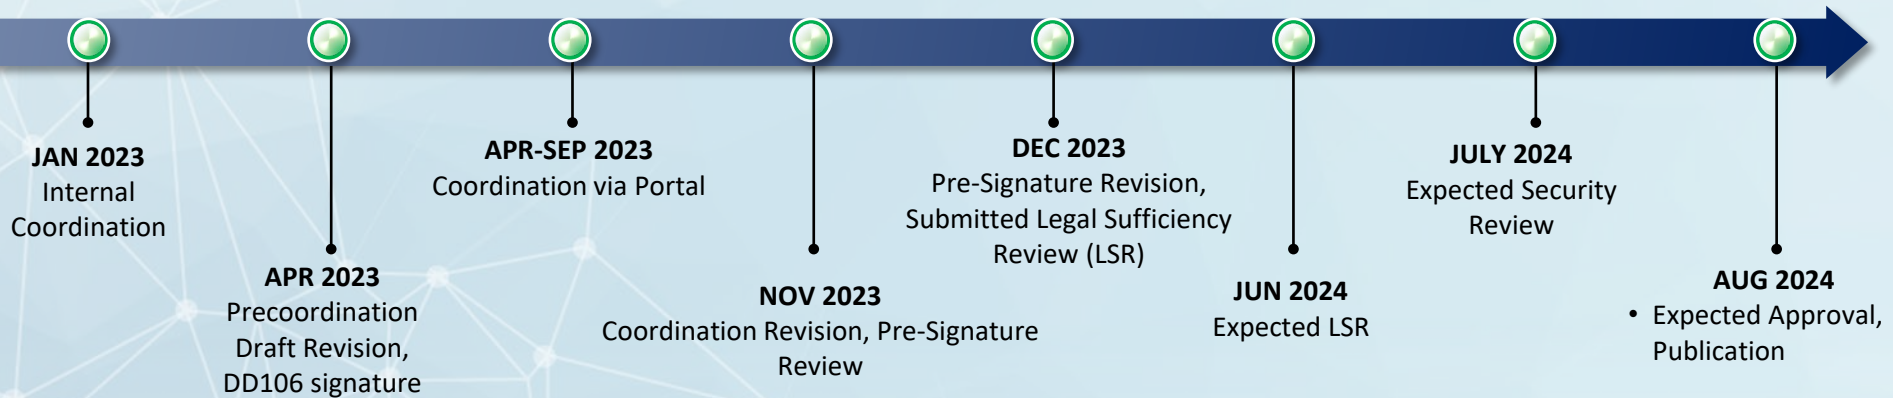 JAN 2023
Internal
Coordination
APR 2023
Precoordination
Draft Revision,
DD106 signature
APR-SEP 2023
Coordination via Portal
NOV 2023
Coordination Revision, Pre-Signature
Review
DEC 2023
Pre-Signature Revision,
Submitted Legal Sufficiency
Review (LSR)
JUN 2024
Expected LSR
JULY 2024
Expected Security
Review
AUG 2024
• Expected Approval,
Publication